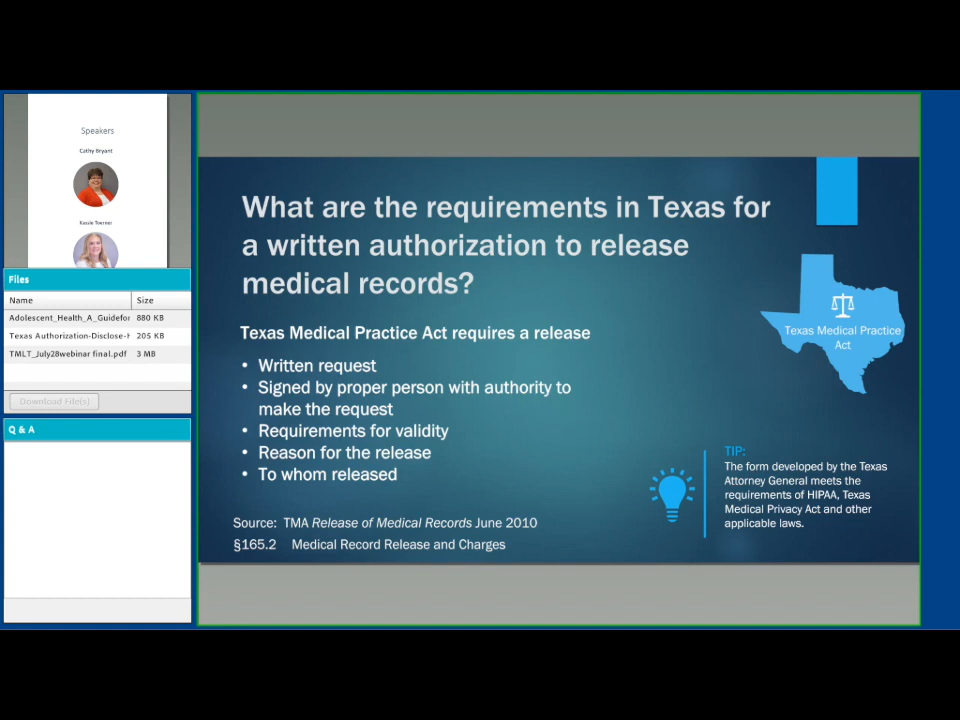 Speakers
Cathy Bryant
Files
Name
Size
880 KB
205 KB
TMLT_July28webinar final.pdf
3 MB
Download File(s)
Q & A
What are the requirements in Texas for
a written authorization to release
medical records?
Texas Medical Practice Act requires a release
• Written request
• Signed by proper person with authority to
make the request
• Requirements for validity
• Reason for the release
• To whom released
Source: TMA Release of Medical Records June 2010
§165.2 Medical Record Release and Charges
Texas Medical Practice
Act
TIP:
The form developed by the Texas
Attorney General meets the
requirements of HIPAA, Texas
Medical Privacy Act and other
applicable laws.